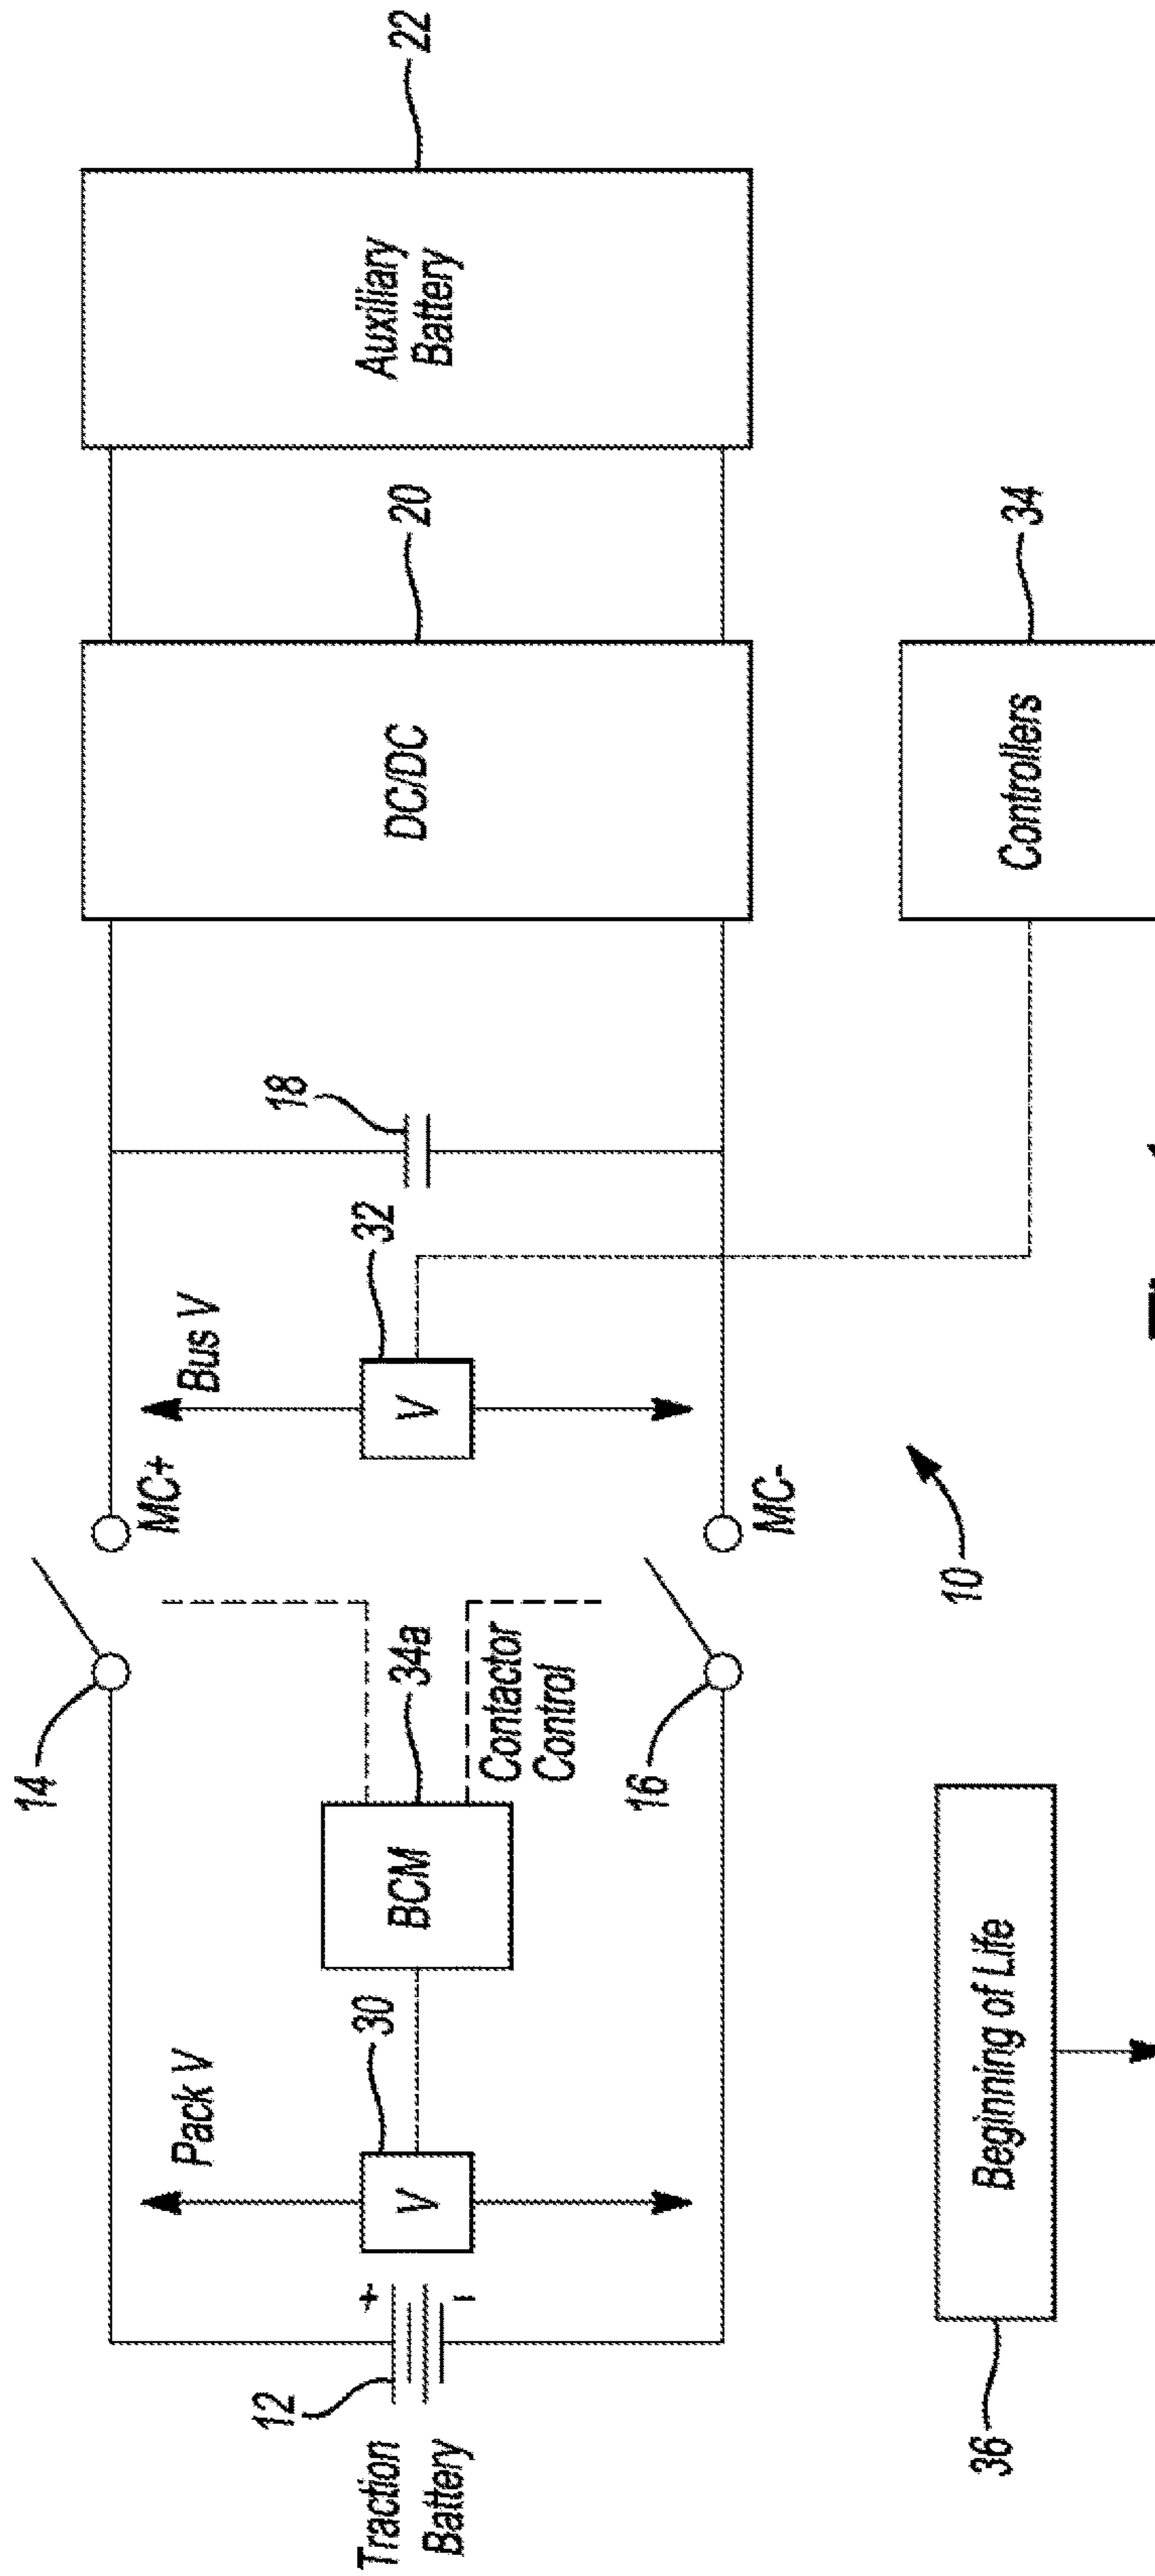 14
MC+
Pack V
Bus V
12
Traction
Battery
+
-
V
30
BCM
34a
Contactor
Control
V
32
18
DC/DC
20
Auxiliary
Battery
22
16
MC-
10
36
Beginning of Life
Controllers
34